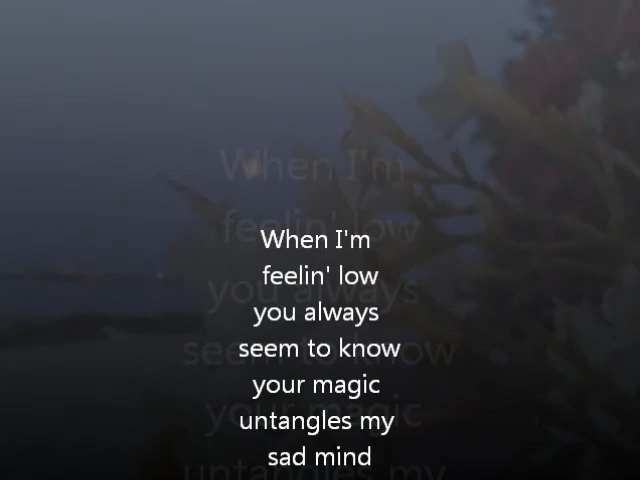 When I'm
feelin' low
you always
seem to know
your magic
untangles my
sad mind